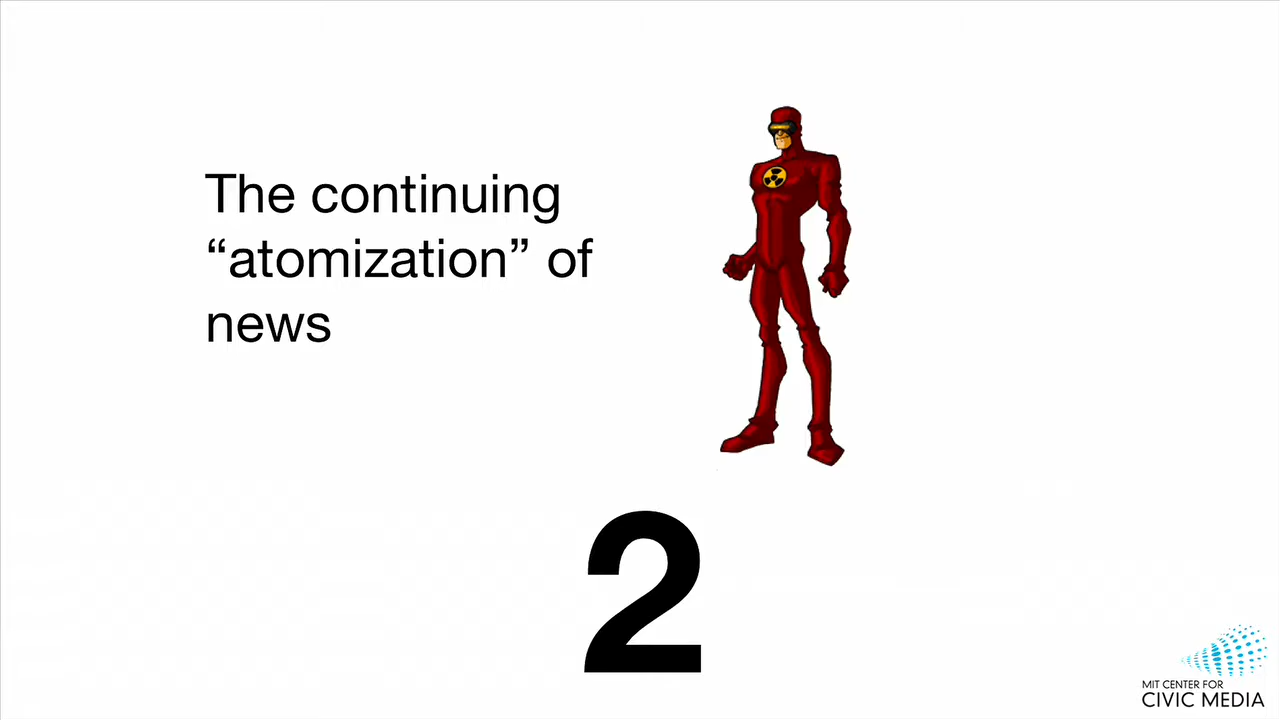 The continuing
“atomization” of
news
2
MIT CENTER FOR
CIVIC MEDIA